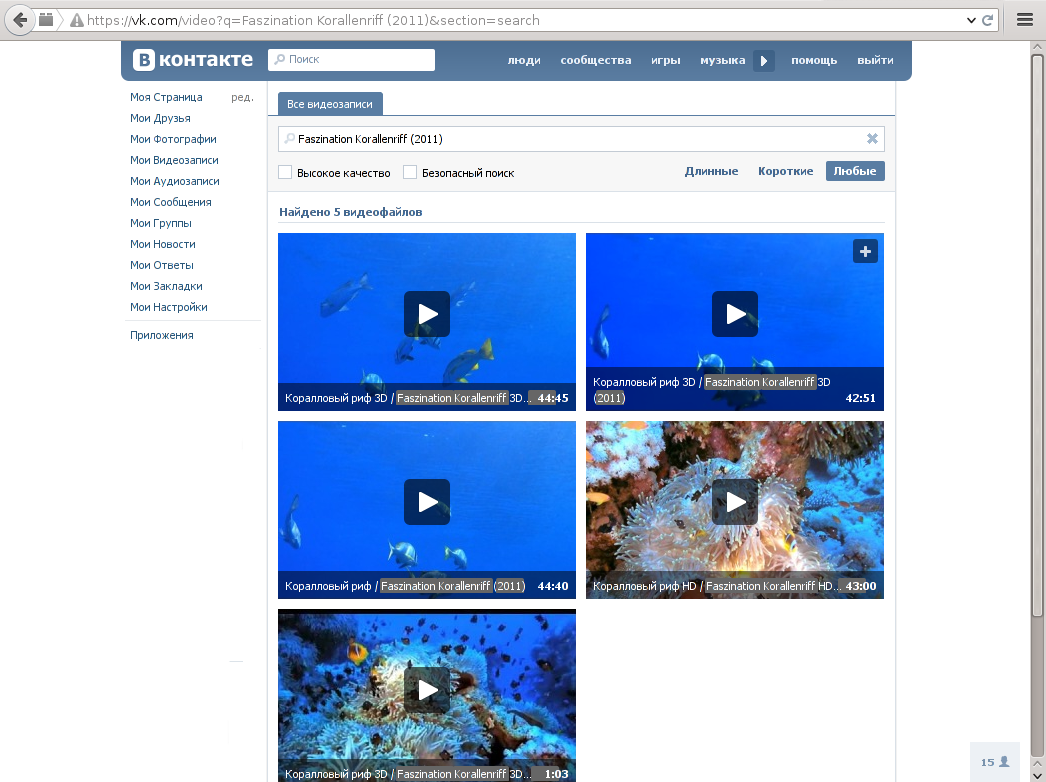 https://vk.com/video?q=Faszination Korallenriff (2011)&section=search
В контакте
Поиск
люди сообщества игры музыка помощь выйти
Моя Страница ред.
Мои Друзья
Мои Фотографии
Мои Видеозаписи
Мои Аудиозаписи
Мои Сообщения
Мои Группы
Мои Новости
Мои Ответы
Мои Закладки
Мои Настройки
Приложения
Все видеозаписи
Faszination Korallenriff (2011)
Высокое качество Безопасный поиск Длинные Короткие Любые
Найдено 5 видеофайлов
Коралловый риф 3D / Faszination Korallenriff 3D... 44:45
Коралловый риф 3D / Faszination Korallenriff 3D
(2011) 42:51
Коралловый риф / Faszination Korallenriff (2011) 44:40
Коралловый риф HD / Faszination Korallenriff HD... 43:00
Коралловый риф 3D / Faszination Korallenriff 3D... 1:03
15